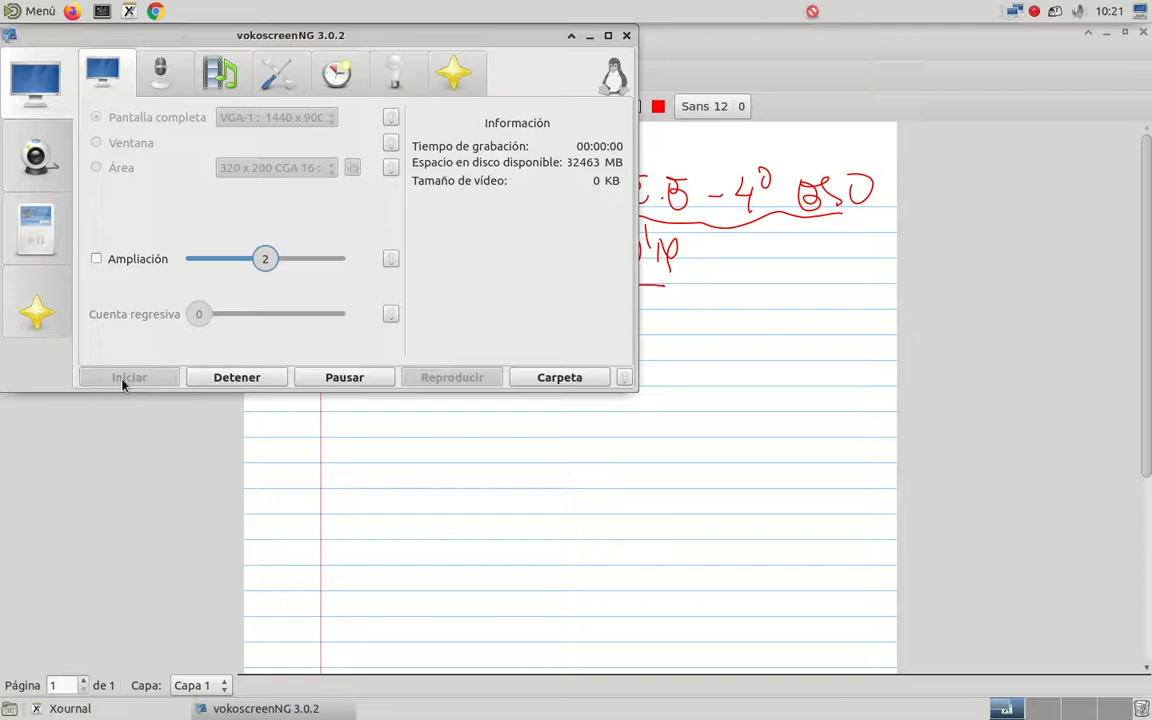 Menú
10:21
vokoscreenNG 3.0.2
Sans 12 0
Pantalla completa
VGA-1 : 1440 x 90C
Ventana
Área
320 x 200 CGA 16 :
Información
Tiempo de grabación: 00:00:00
Espacio en disco disponible: 32463 MB
Tamaño de vídeo: 0 KB
Ampliación
2
Cuenta regresiva
0
Iniciar
Detener
Pausar
Reproducir
Carpeta
- 4º ESO
Página 1 de 1 Capa: Capa 1
Xournal
vokoscreenNG 3.0.2